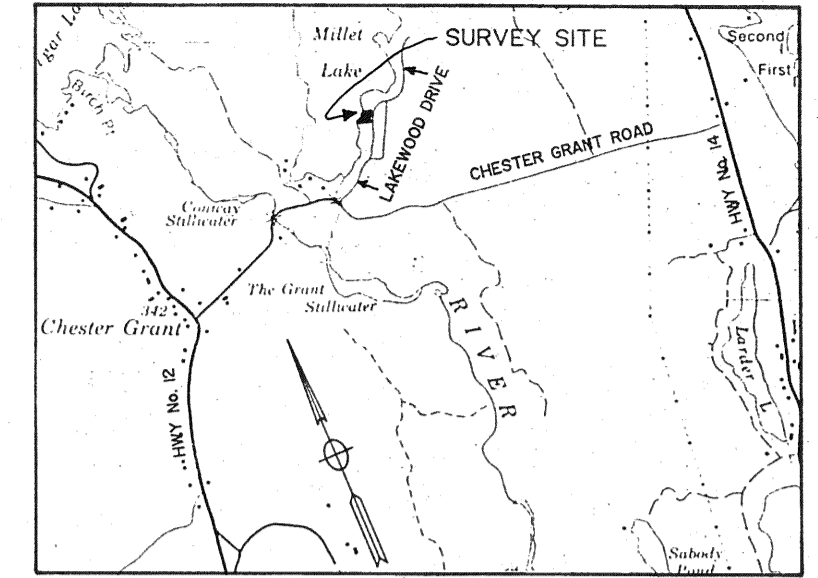 Millet
Lake
SURVEY SITE
Second
First
Birch Pt.
LAKEWOOD DRIVE
CHESTER GRANT ROAD
HWY No. 14
Conway
Stillwater
The Grant
Stillwater
RIVER
342
Chester Grant
HWY No. 12
Larder L
Sabody
Pond